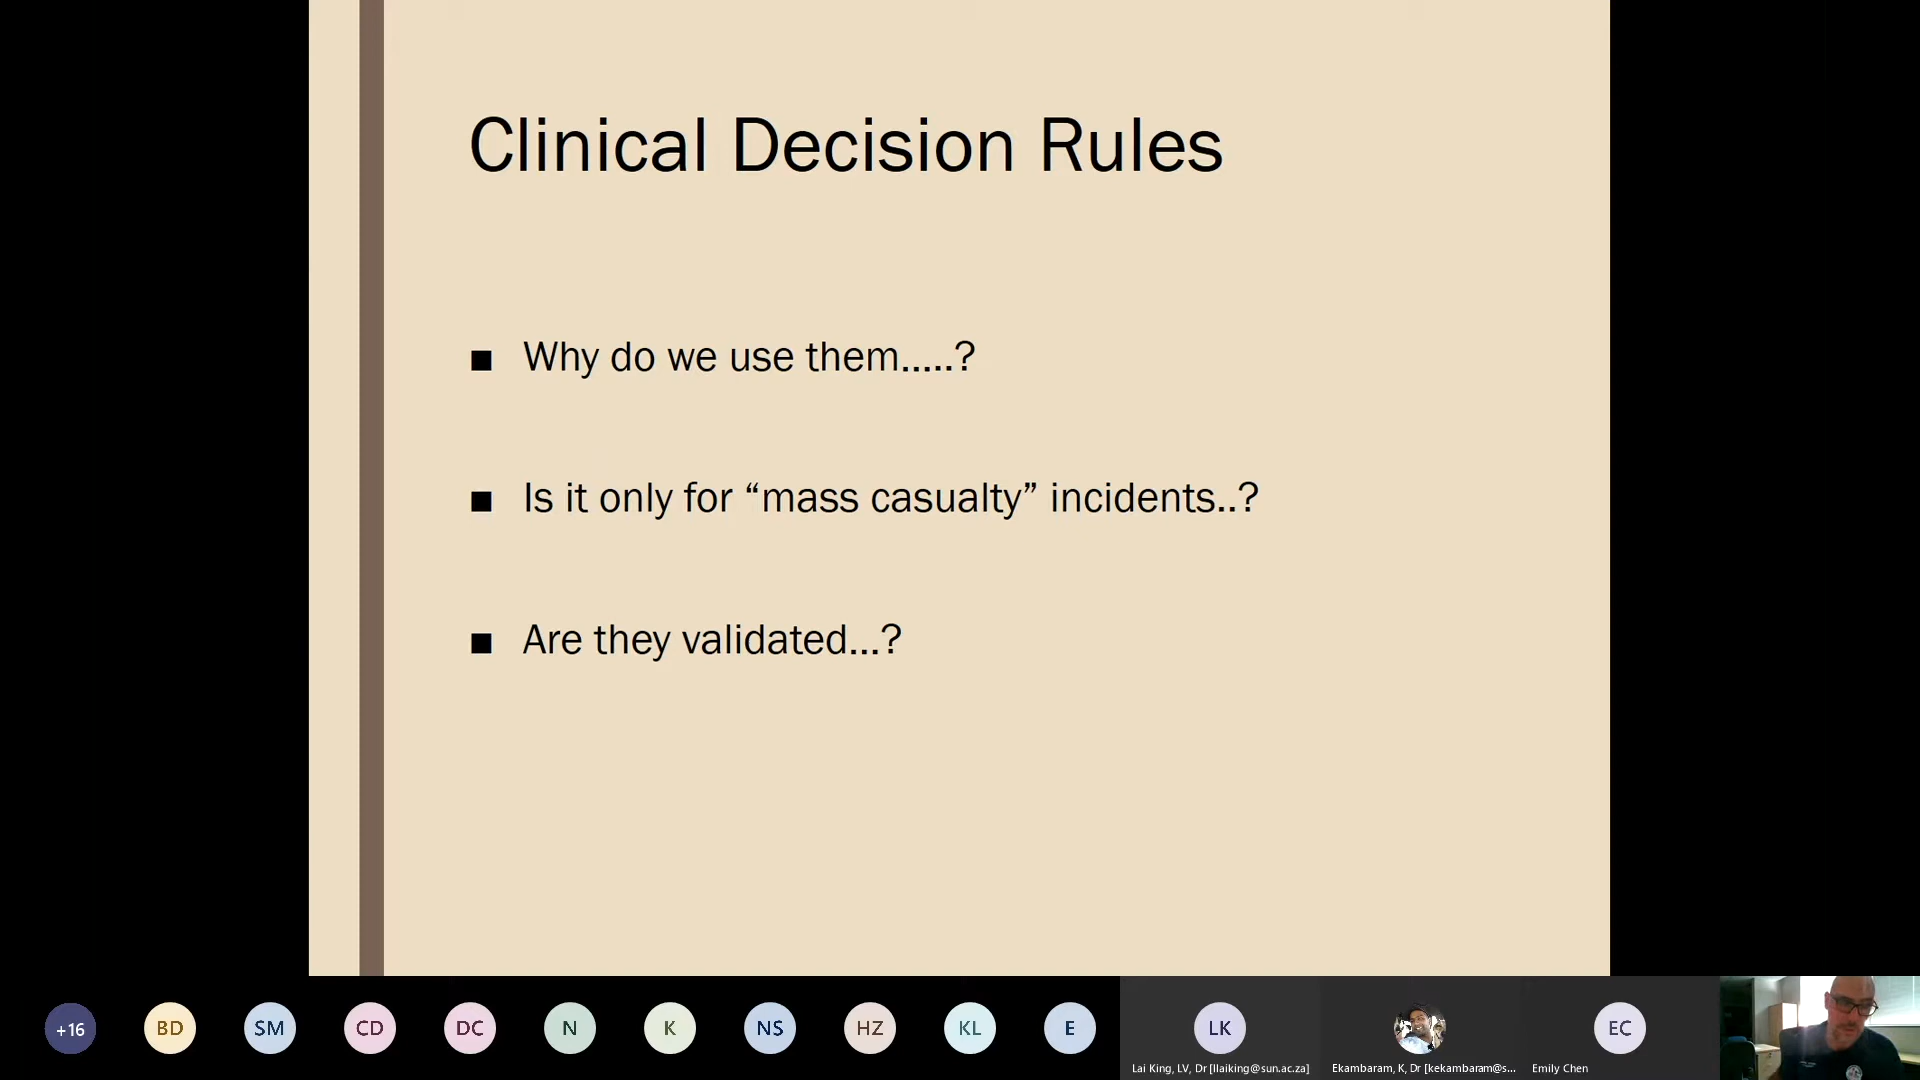 Clinical Decision Rules
■ Why do we use them.....?
■ Is it only for “mass casualty” incidents..?
■ Are they validated...?
+16
BD
SM
CD
DC
N
K
NS
HZ
KL
E
LK
EC
Lai King, LV, Dr [llaiking@sun.ac.za]
Ekambaram, K, Dr [kekambaram@s...
Emily Chen